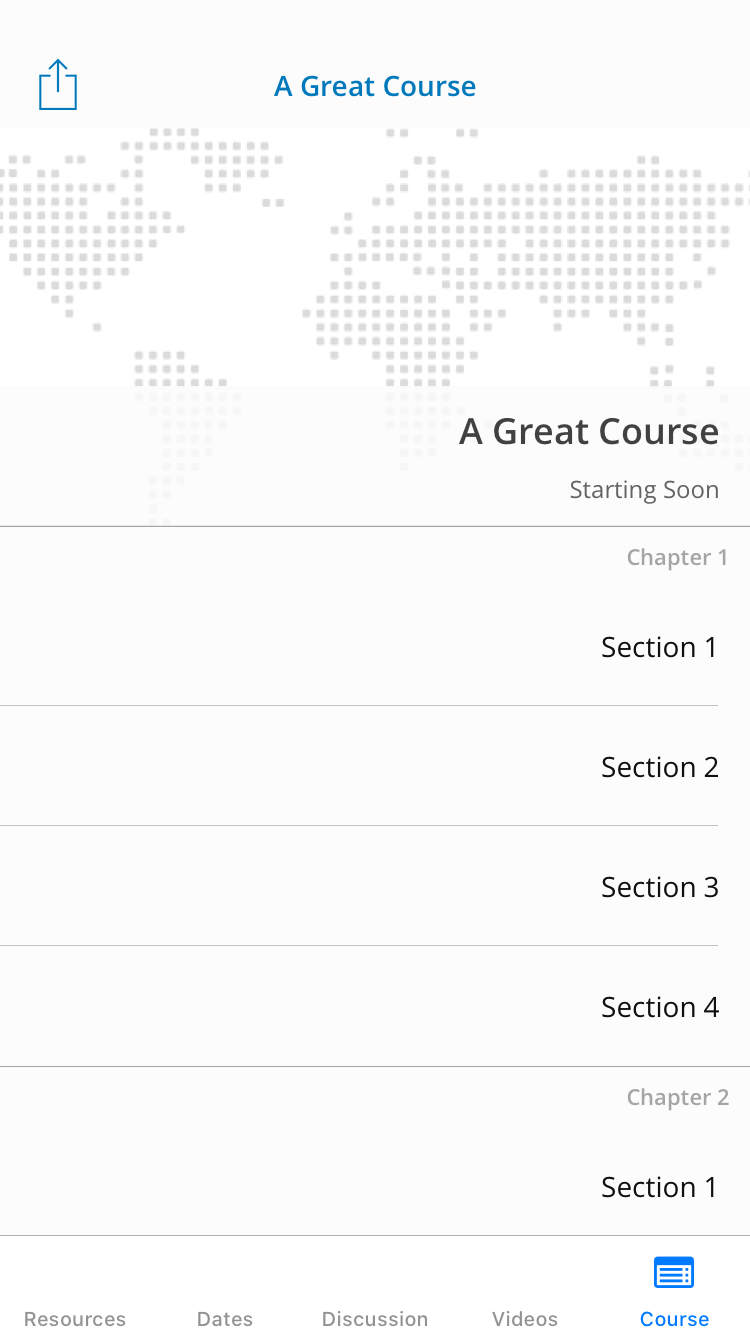 A Great Course
A Great Course
Starting Soon
Chapter 1
Section 1
Section 2
Section 3
Section 4
Chapter 2
Section 1
Resources Dates Discussion Videos Course